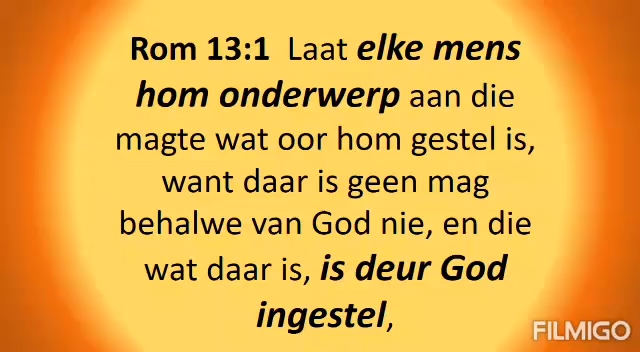 Rom 13:1 Laat elke mens
hom onderwerp aan die
magte wat oor hom gestel is,
want daar is geen mag
behalwe van God nie, en die
wat daar is, is deur God
ingestel,
FILMIGO